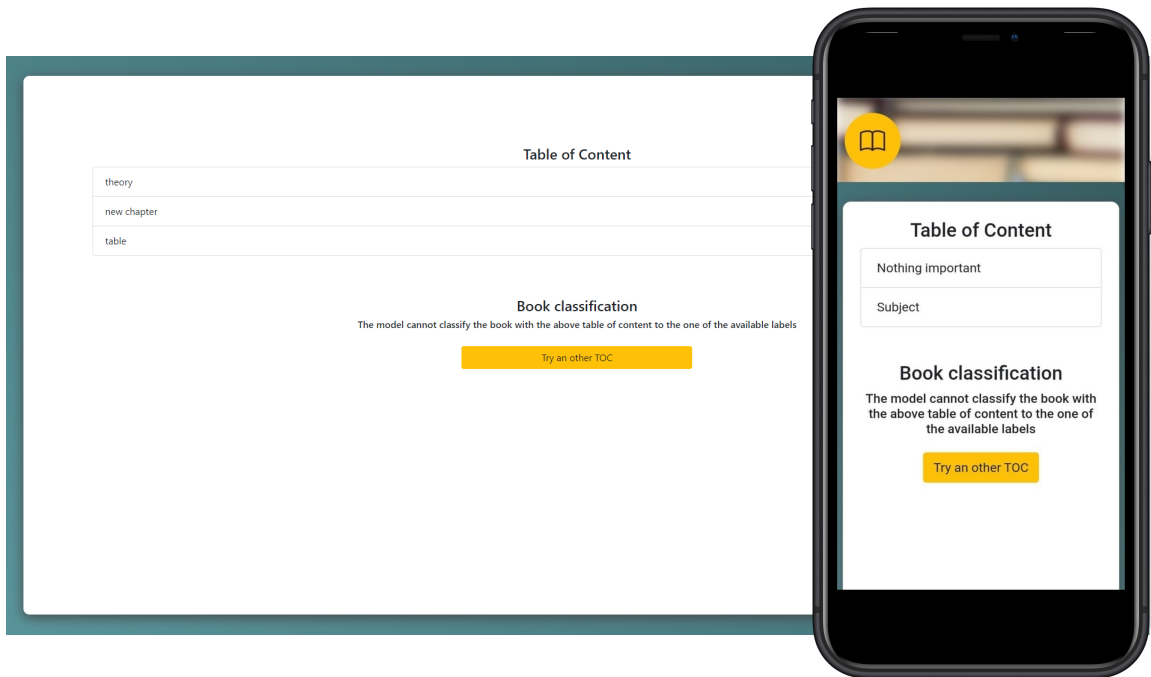 Table of Content
theory
new chapter
table
Book classification
The model cannot classify the book with the above table of content to the one of the available labels
Try an other TOC
Table of Content
Nothing important
Subject
Book classification
The model cannot classify the book with
the above table of content to the one of
the available labels
Try an other TOC